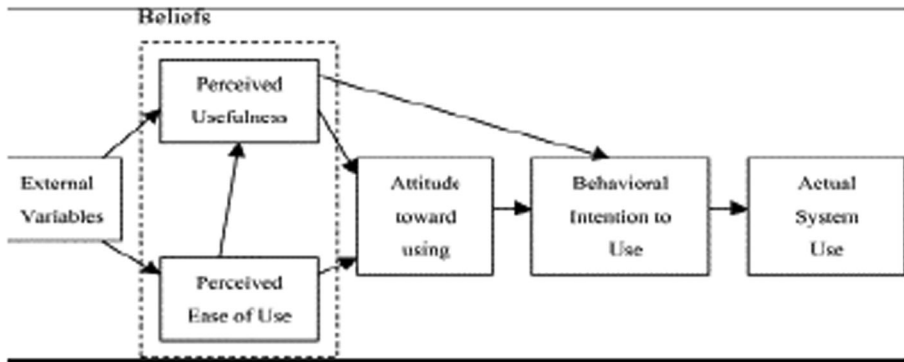 Beliefs
Perceived
Usefulness
External
Variables
Attitude
toward
using
Behavioral
Intention to
Use
Actual
System
Use
Perceived
Ease of Use